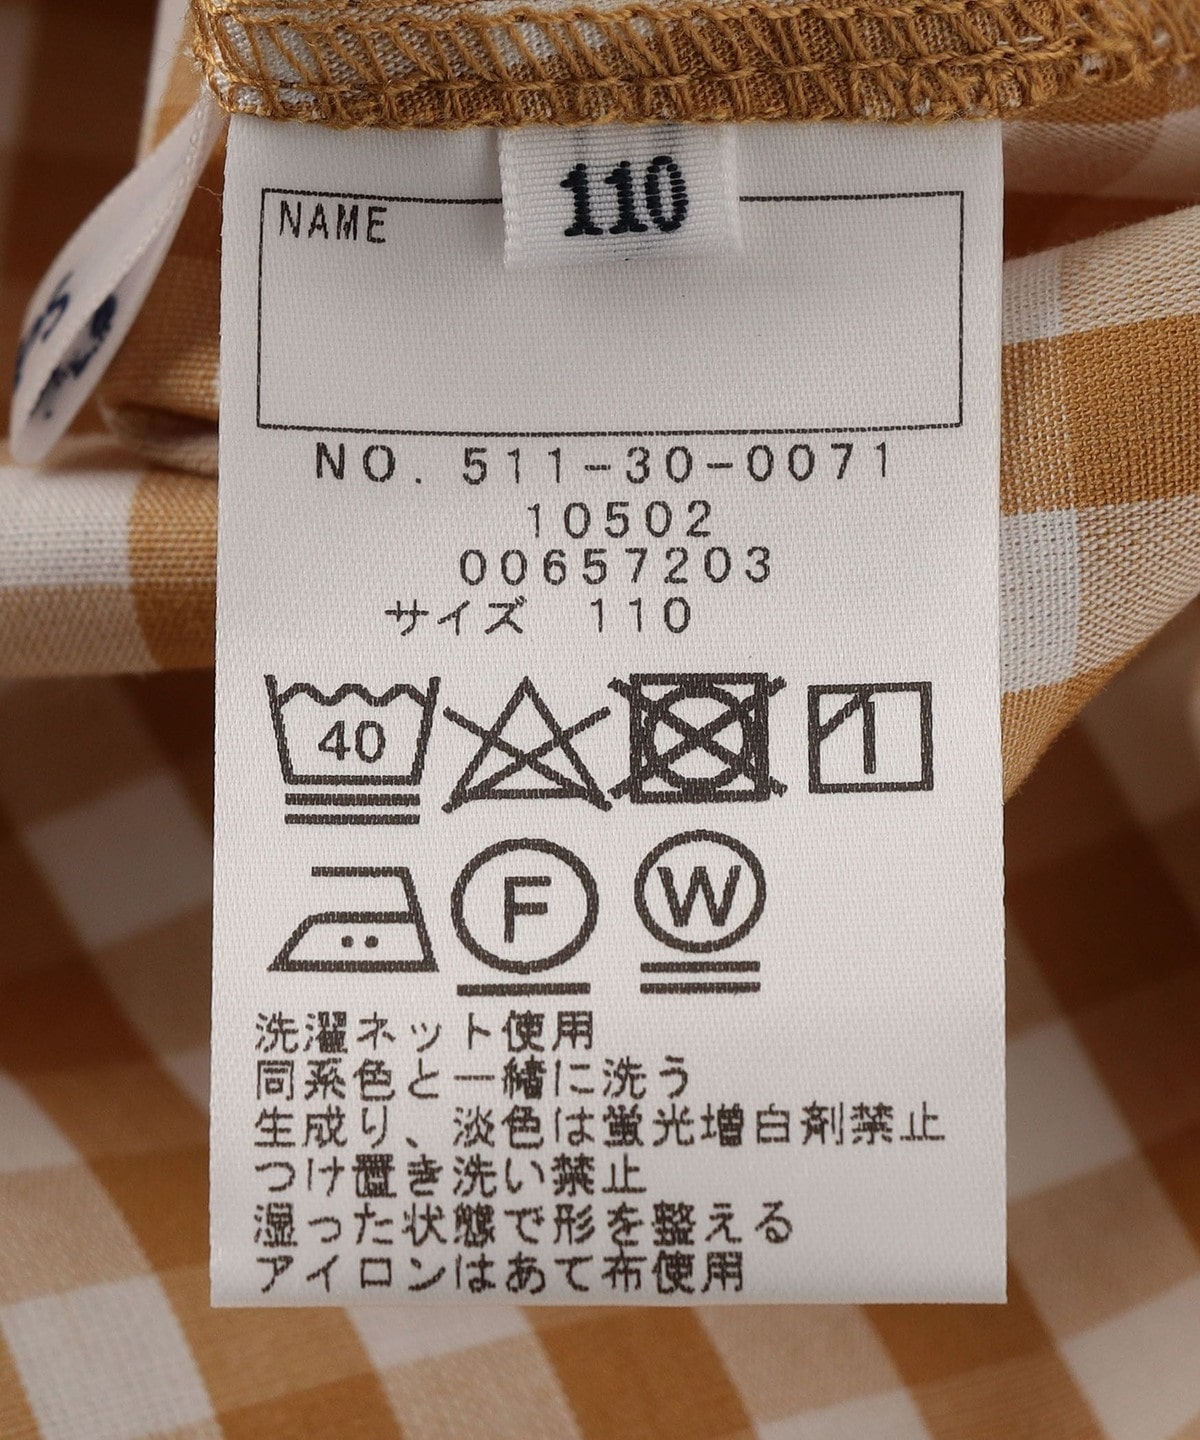 110
NAME
NO. 511-30-0071
10502
00657203
サイズ 110
40
F
W
洗濯ネット使用
同系色と一緒に洗う
生成り、淡色は蛍光増白剤禁止
つけ置き洗い禁止
湿った状態で形を整える
アイロンはあて布使用